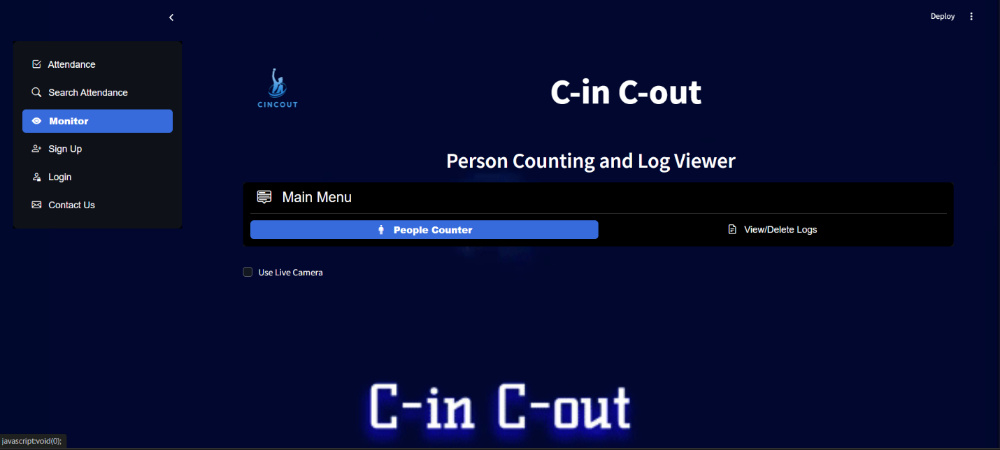 Deploy
Attendance
Search Attendance
Monitor
Sign Up
Login
Contact Us
CINCOUT
C-in C-out
Person Counting and Log Viewer
Main Menu
People Counter
View/Delete Logs
Use Live Camera
C-in C-out
javascript:void(0);